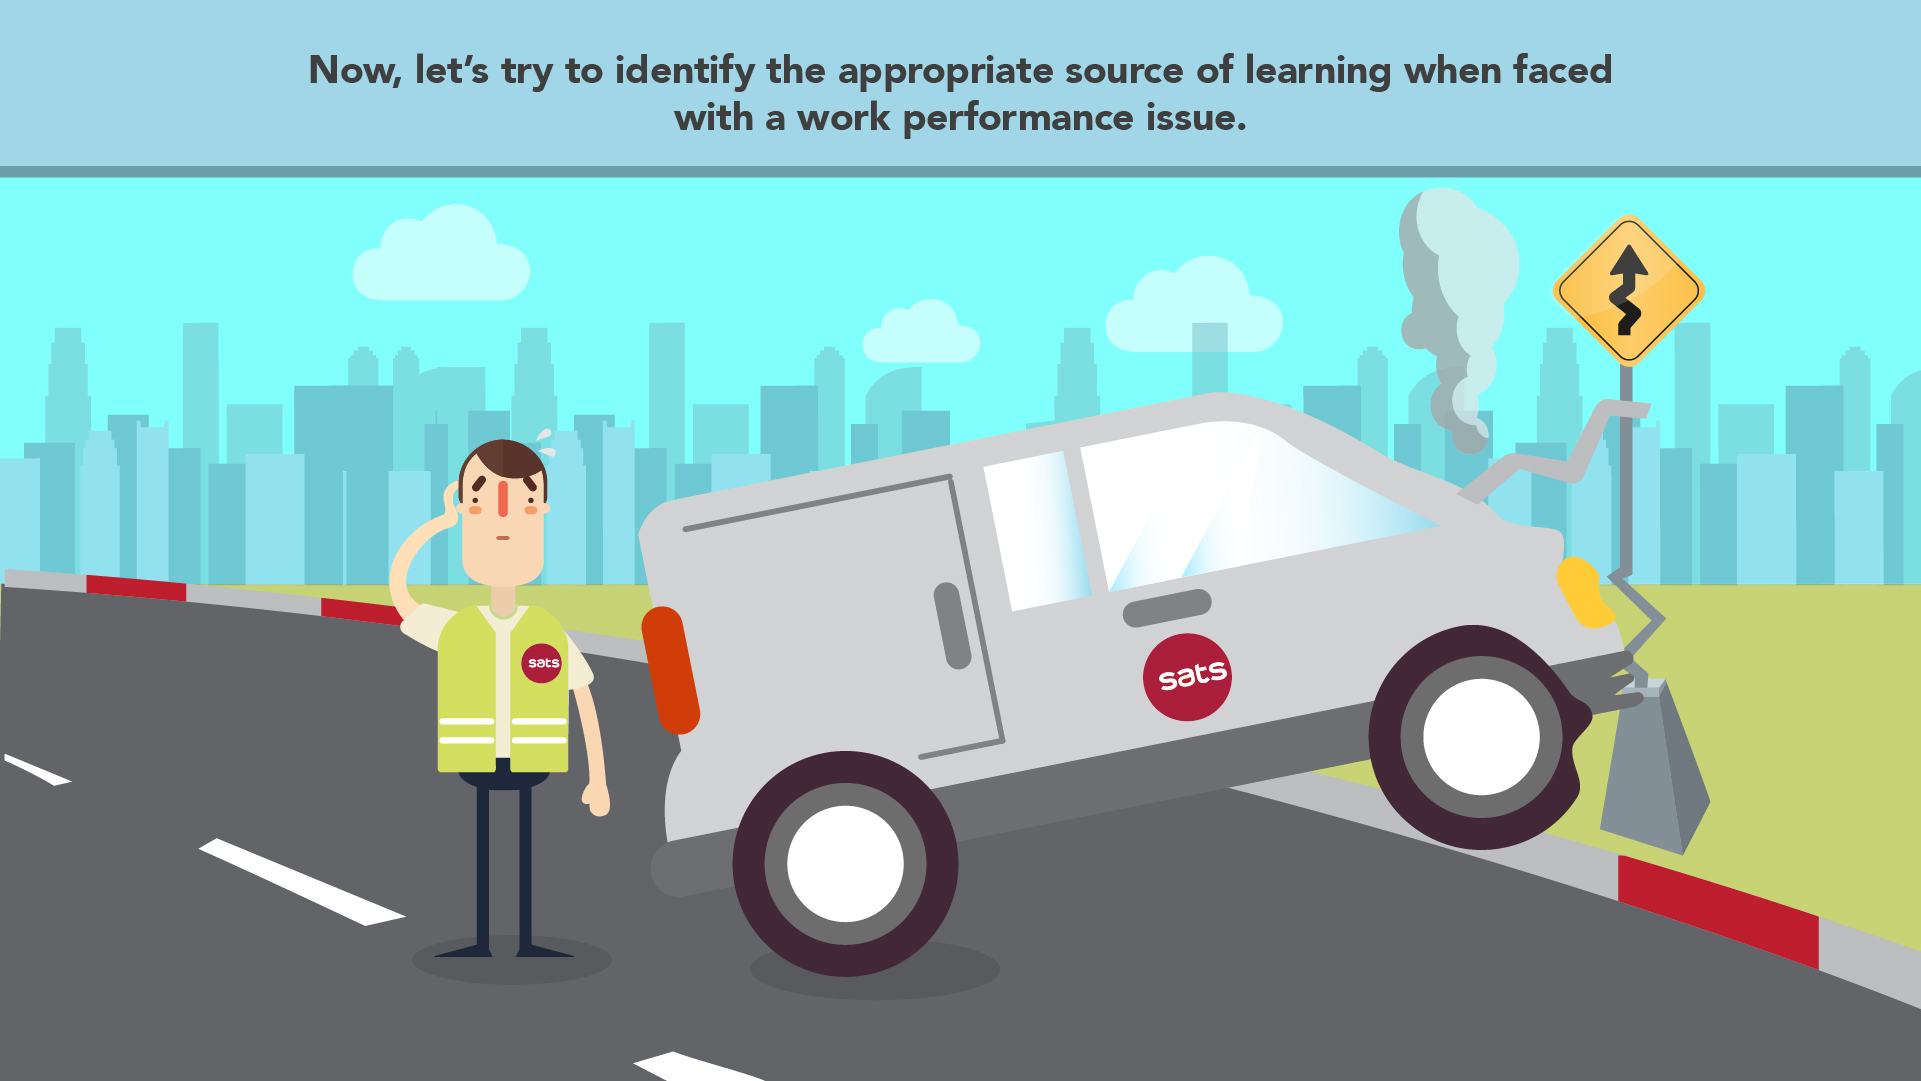 Now, let's try to identify the appropriate source of learning when faced
with a work performance issue.
sats
sats